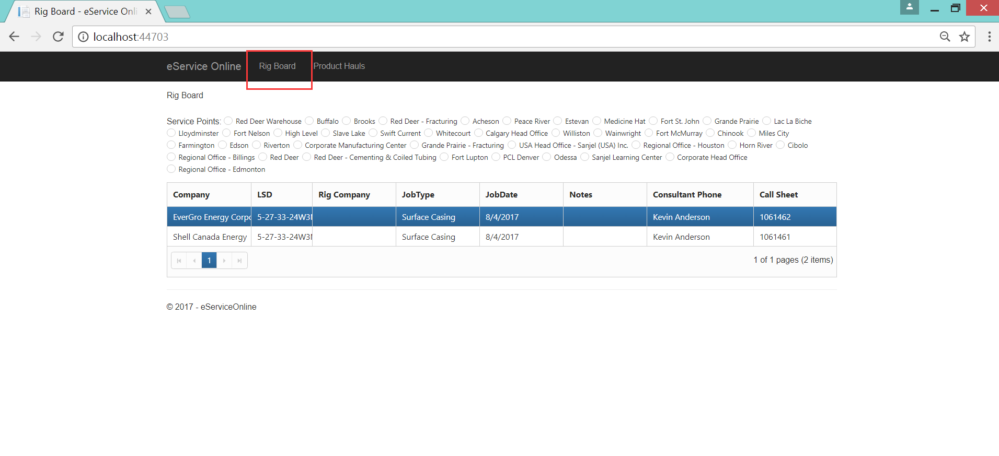 Rig Board - eService Onli
localhost:44703
eService Online Rig Board Product Hauls
Rig Board
Service Points: Red Deer Warehouse Buffalo Brooks Red Deer - Fracturing Acheson Peace River Estevan Medicine Hat Fort St. John Grande Prairie Lac La Biche
Lloydminster Fort Nelson High Level Slave Lake Swift Current Whitecourt Calgary Head Office Williston Wainwright Fort McMurray Chinook Miles City
Farmington Edson Riverton Corporate Manufacturing Center Grande Prairie - Fracturing USA Head Office - Sanjel (USA) Inc. Regional Office - Houston Horn River Cibolo
Regional Office - Billings Red Deer Red Deer - Cementing & Coiled Tubing Fort Lupton PCL Denver Odessa Sanjel Learning Center Corporate Head Office
Regional Office - Edmonton
Company LSD Rig Company JobType JobDate Notes Consultant Phone Call Sheet
EverGro Energy Corpo 5-27-33-24W3 Surface Casing 8/4/2017 Kevin Anderson 1061462
Shell Canada Energy 5-27-33-24W3 Surface Casing 8/4/2017 Kevin Anderson 1061461
1 1 of 1 pages (2 items)
© 2017 - eServiceOnline